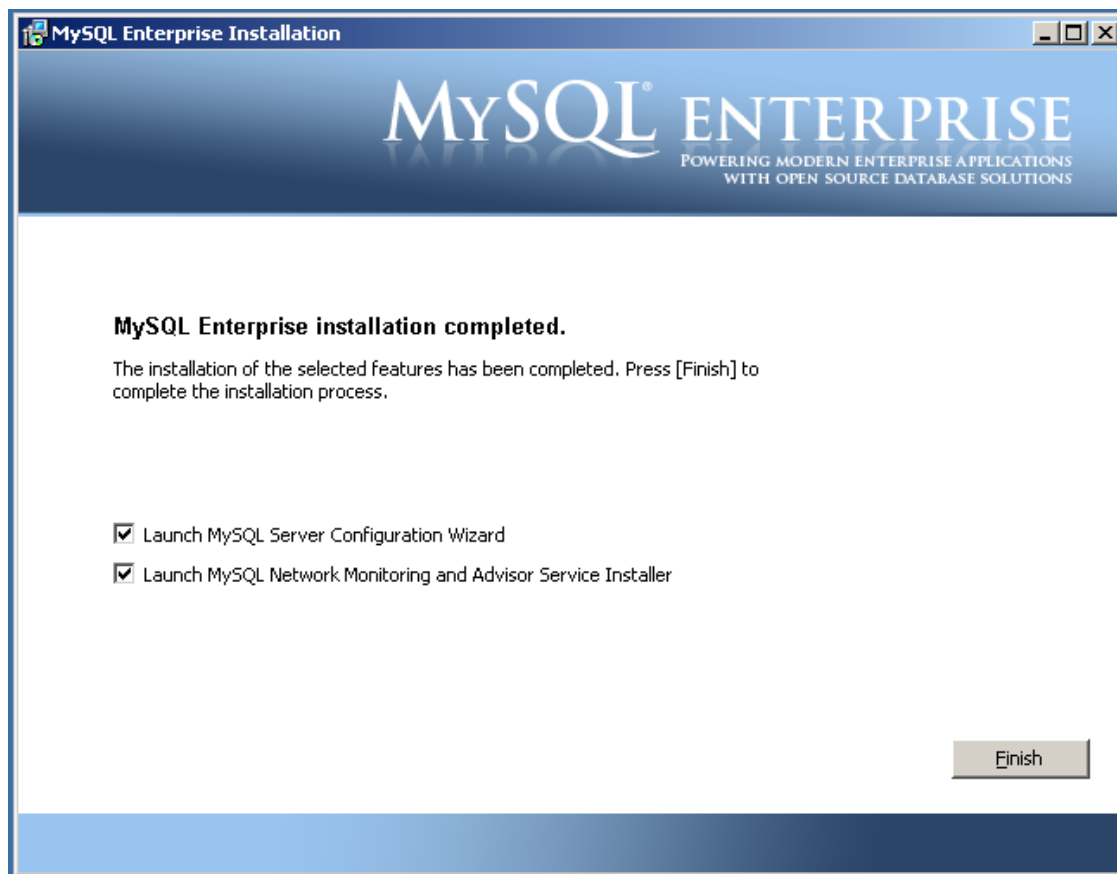 MySQL Enterprise Installation
MYSQL® ENTERPRISE
POWERING MODERN ENTERPRISE APPLICATIONS
WITH OPEN SOURCE DATABASE SOLUTIONS
MySQL Enterprise installation completed.
The installation of the selected features has been completed. Press [Finish] to
complete the installation process.
Launch MySQL Server Configuration Wizard
Launch MySQL Network Monitoring and Advisor Service Installer
Finish